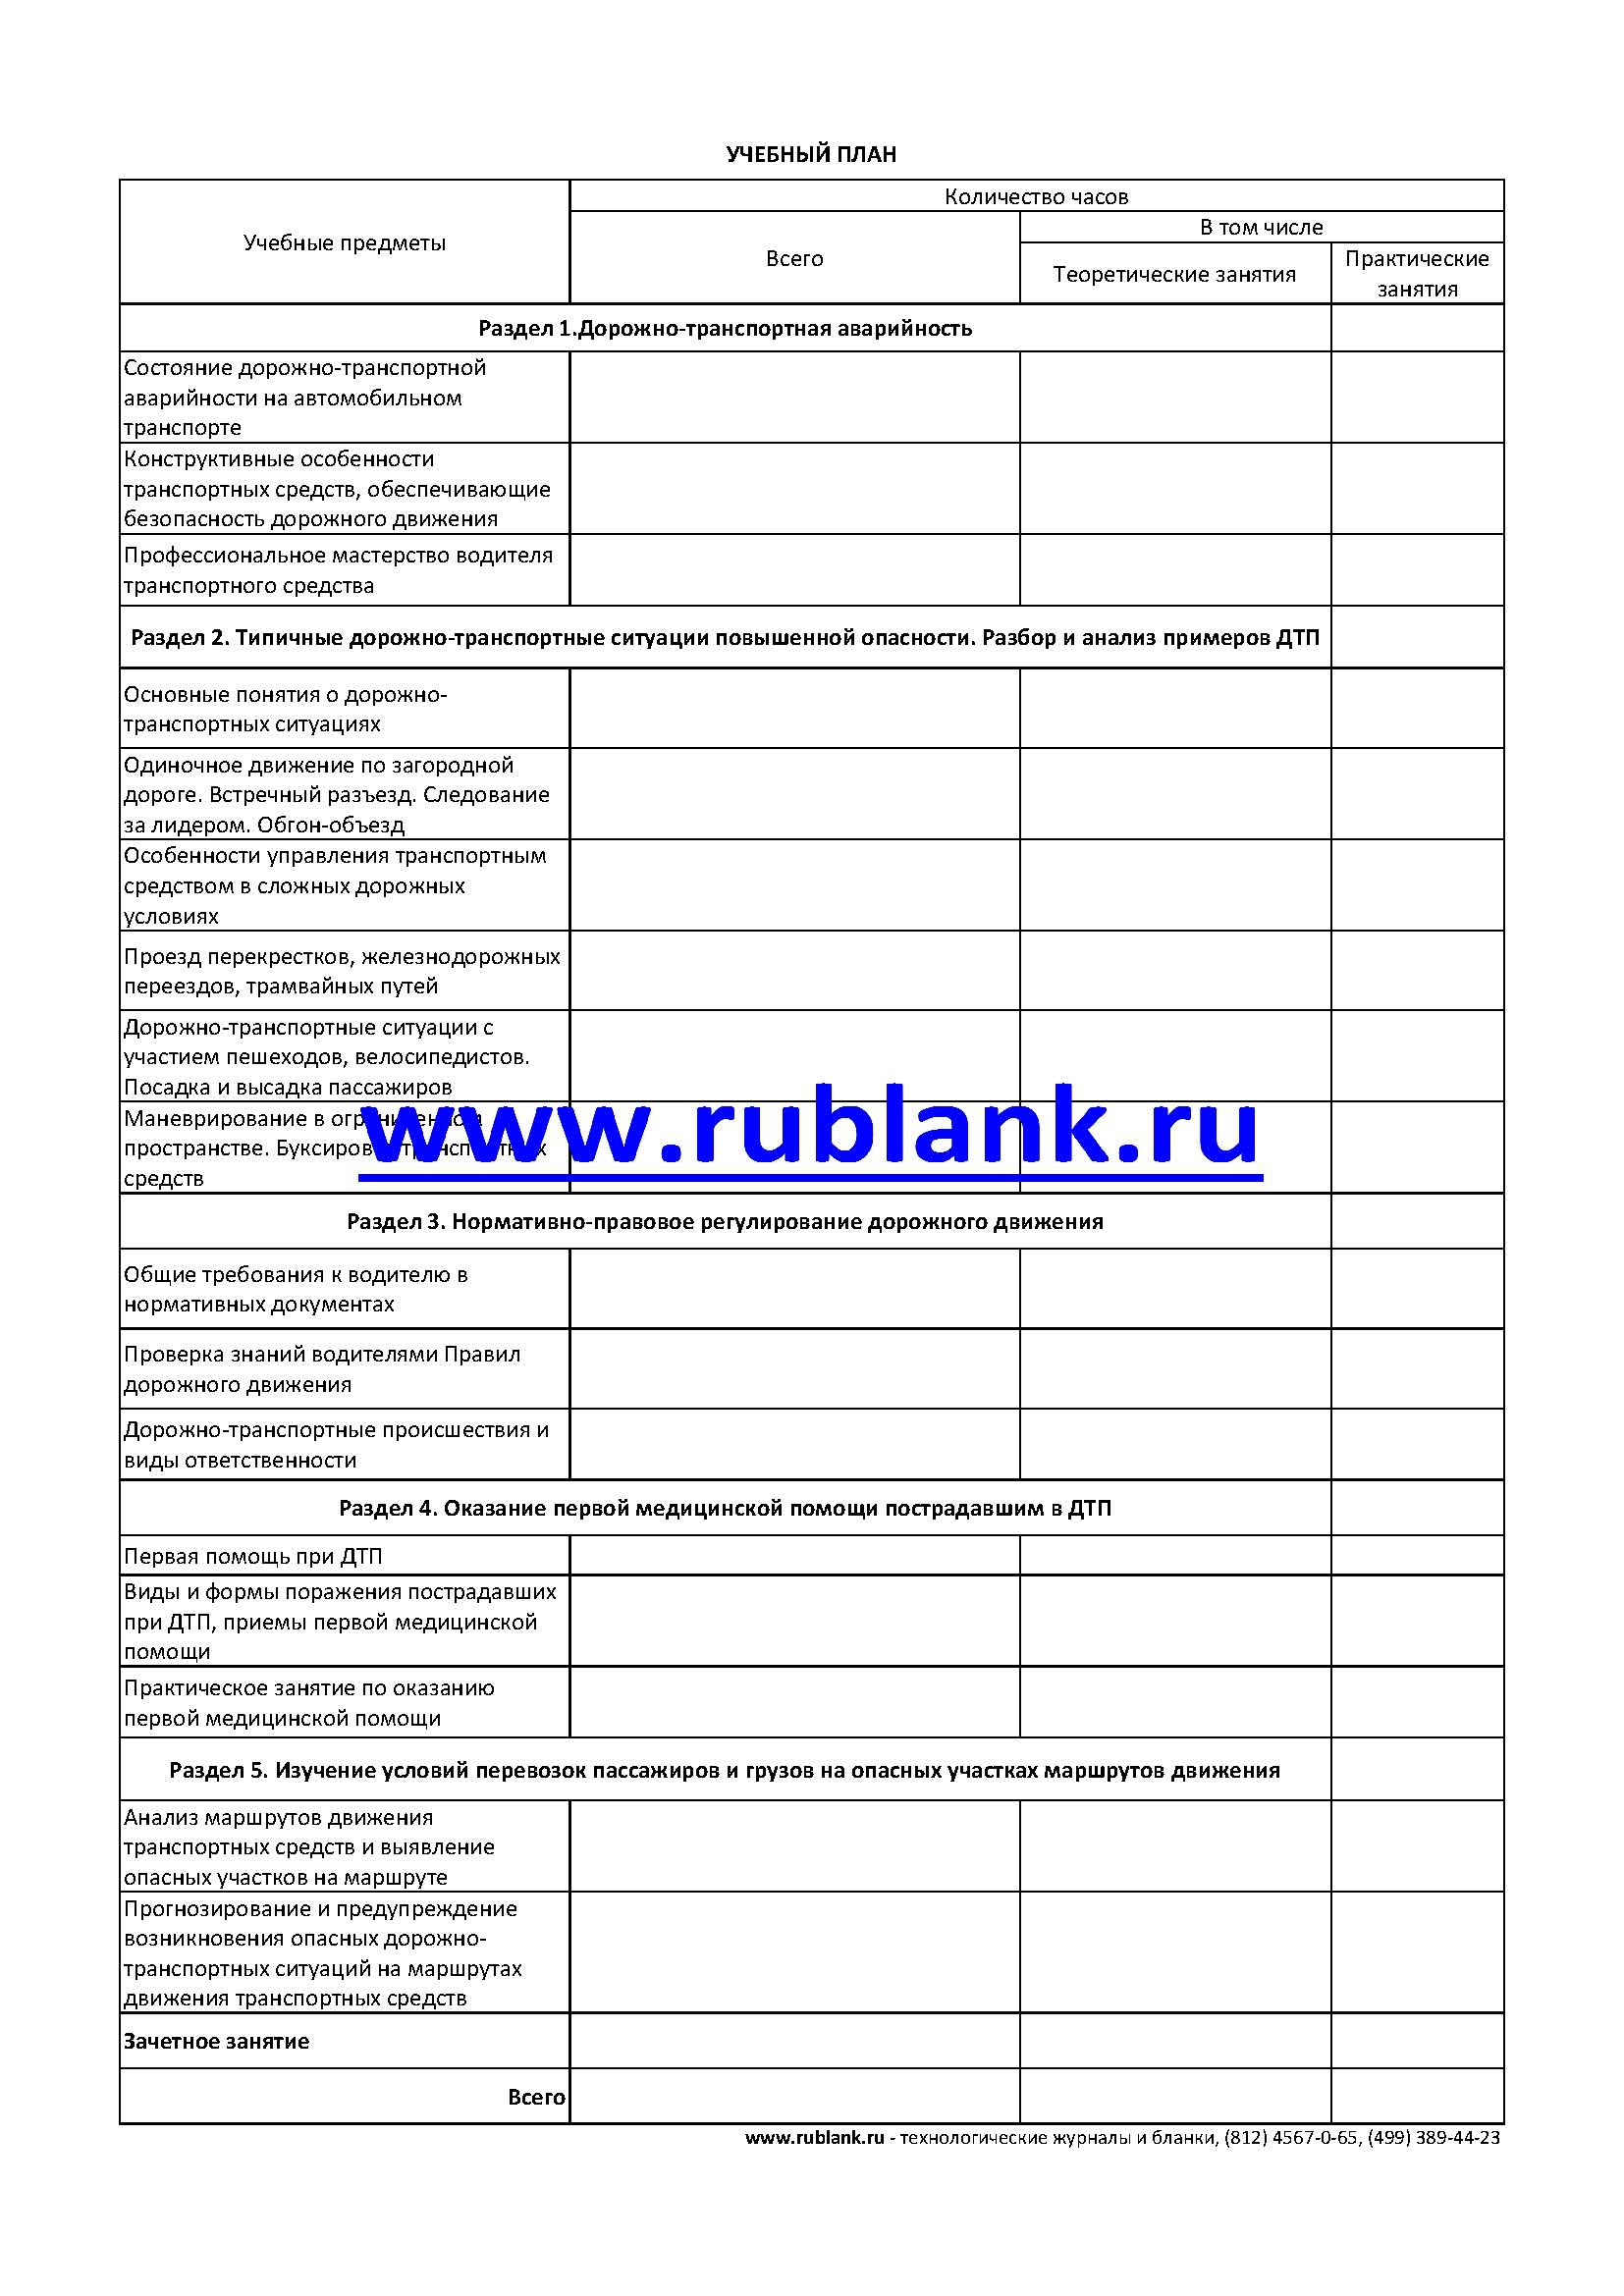 УЧЕБНЫЙ ПЛАН
Учебные предметы
Количество часов
Всего
В том числе
Теоретические занятия
Практические
занятия
Раздел 1.Дорожно-транспортная аварийность
Состояние дорожно-транспортной
аварийности на автомобильном
транспорте
Конструктивные особенности
транспортных средств, обеспечивающие
безопасность дорожного движения
Профессиональное мастерство водителя
транспортного средства
Раздел 2. Типичные дорожно-транспортные ситуации повышенной опасности. Разбор и анализ примеров ДТП
Основные понятия о дорожно-
транспортных ситуациях
Одиночное движение по загородной
дороге. Встречный разъезд. Следование
за лидером. Обгон-объезд
Особенности управления транспортным
средством в сложных дорожных
условиях
Проезд перекрестков, железнодорожных
переездов, трамвайных путей
Дорожно-транспортные ситуации с
участием пешеходов, велосипедистов.
Посадка и высадка пассажиров
Маневрирование в
пространстве.
средств
www.rublank.ru
Раздел 3. Нормативно-правовое регулирование дорожного движения
Общие требования к водителю в
нормативных документах
Проверка знаний водителями Правил
дорожного движения
Дорожно-транспортные происшествия и
виды ответственности
Раздел 4. Оказание первой медицинской помощи пострадавшим в ДТП
Первая помощь при ДТП
Виды и формы поражения пострадавших
при ДТП, приемы первой медицинской
помощи
Практическое занятие по оказанию
первой медицинской помощи
Раздел 5. Изучение условий перевозок пассажиров и грузов на опасных участках маршрутов движения
Анализ маршрутов движения
транспортных средств и выявление
опасных участков на маршруте
Прогнозирование и предупреждение
возникновения опасных дорожно-
транспортных ситуаций на маршрутах
движения транспортных средств
Зачетное занятие
Всего
www.rublank.ru - технологические журналы и бланки, (812) 4567-0-65, (499) 389-44-23